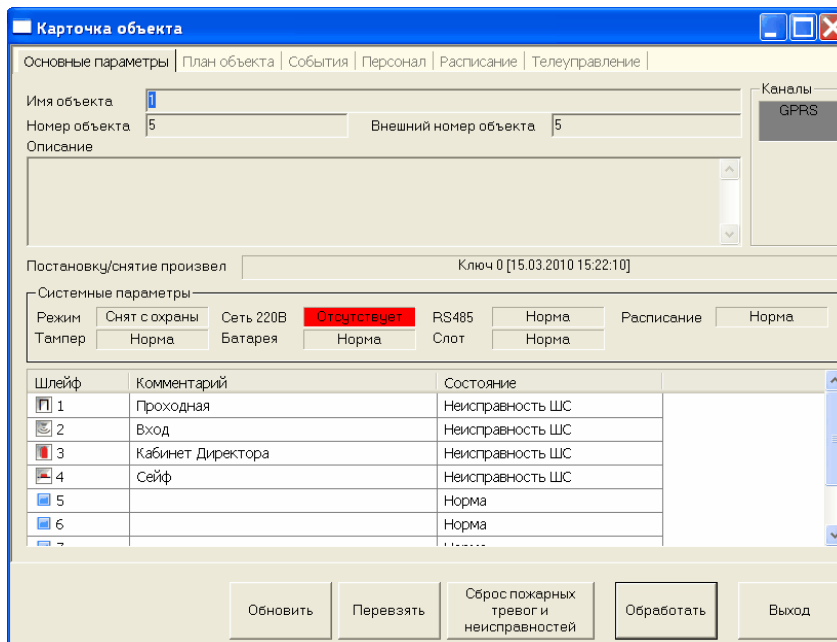 Карточка объекта
Основные параметры | План объекта | События | Персонал | Расписание | Телеуправление
Имя объекта 1
Каналы
GPRS
Номер объекта 5 Внешний номер объекта 5
Описание
Постановку/снятие произвел Ключ 0 [15.03.2010 15:22:10]
Системные параметры
Режим Снят с охраны Сеть 220В Отсутствует RS485 Норма Расписание Норма
Тампер Норма Батарея Норма Слот Норма
Шлейф Комментарий Состояние
1 Проходная Неисправность ШС
2 Вход Неисправность ШС
3 Кабинет Директора Неисправность ШС
4 Сейф Неисправность ШС
5 Норма
6 Норма
Обновить
Перевзять
Сброс пожарных
тревог и
неисправностей
Обработать
Выход